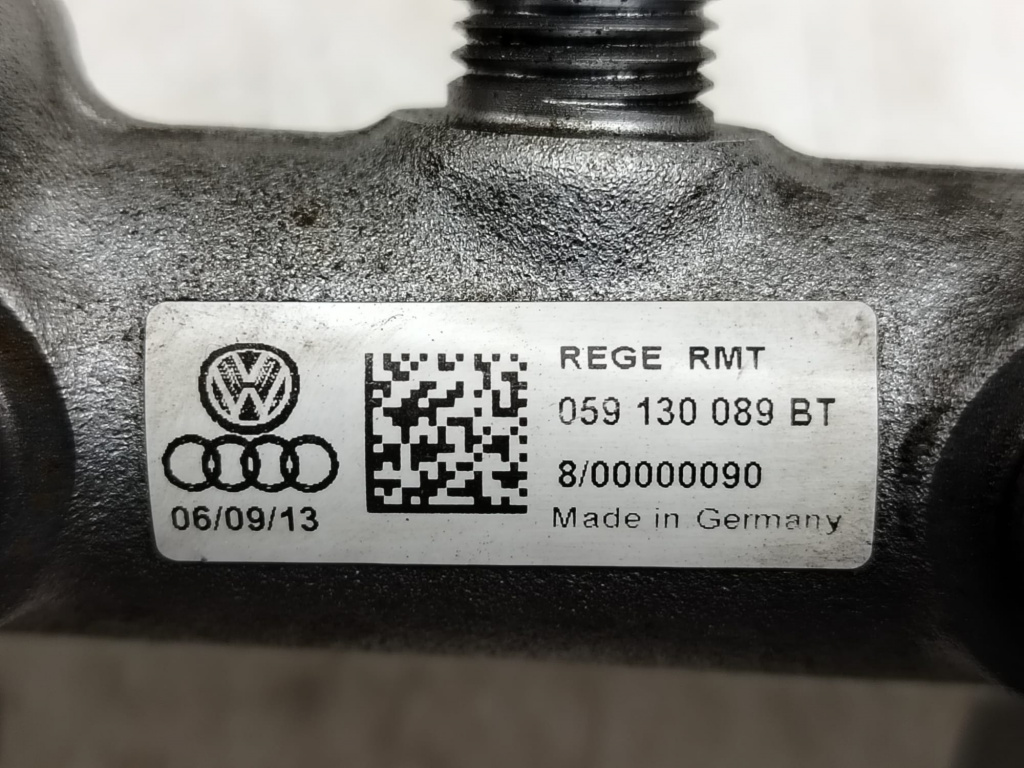 06/09/13
REGE RMT
059 130 089 BT
8/00000090
Made in Germany